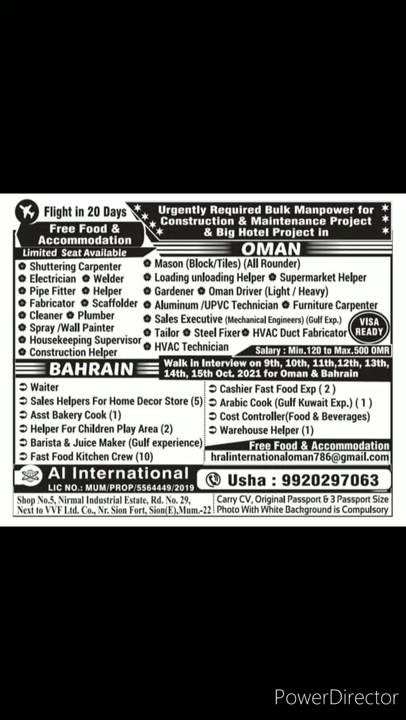 Flight in 20 Days
Free Food &
Accommodation
Limited Seat Available
Urgently Required Bulk Manpower for
Construction & Maintenance Project
& Big Hotel Project in
OMAN
Shuttering Carpenter
Electrician Welder
Pipe Fitter Helper
Fabricator Scaffolder
Cleaner Plumber
Spray /Wall Painter
Housekeeping Supervisor
Construction Helper
Mason (Block/Tiles) (All Rounder)
Loading unloading Helper Supermarket Helper
Gardener Oman Driver (Light / Heavy)
Aluminum /UPVC Technician Furniture Carpenter
Sales Executive (Mechanical Engineers) (Gulf Exp.)
Tailor Steel Fixer HVAC Duct Fabricator
HVAC Technician
VISA
READY
Salary : Min.120 to Max.500 OMR
BAHRAIN
Walk in Interview on 9th, 10th, 11th,12th, 13th,
14th, 15th Oct. 2021 for Oman & Bahrain
Waiter
Sales Helpers For Home Decor Store (5)
Asst Bakery Cook (1)
Helper For Children Play Area (2)
Barista & Juice Maker (Gulf experience)
Fast Food Kitchen Crew (10)
Cashier Fast Food Exp ( 2 )
Arabic Cook (Gulf Kuwait Exp.) ( 1 )
Cost Controller(Food & Beverages)
Warehouse Helper (1)
Free Food & Accommodation
hralinternationaloman786@gmail.com
Al International
LIC NO.: MUM/PROP/5564449/2019
Usha : 9920297063
Shop No.5, Nirmal Industrial Estate, Rd. No. 29,
Next to VVF Ltd. Co., Nr. Sion Fort, Sion(E),Mum.-22
Carry CV, Original Passport & 3 Passport Size
Photo With White Background is Compulsory
PowerDirector